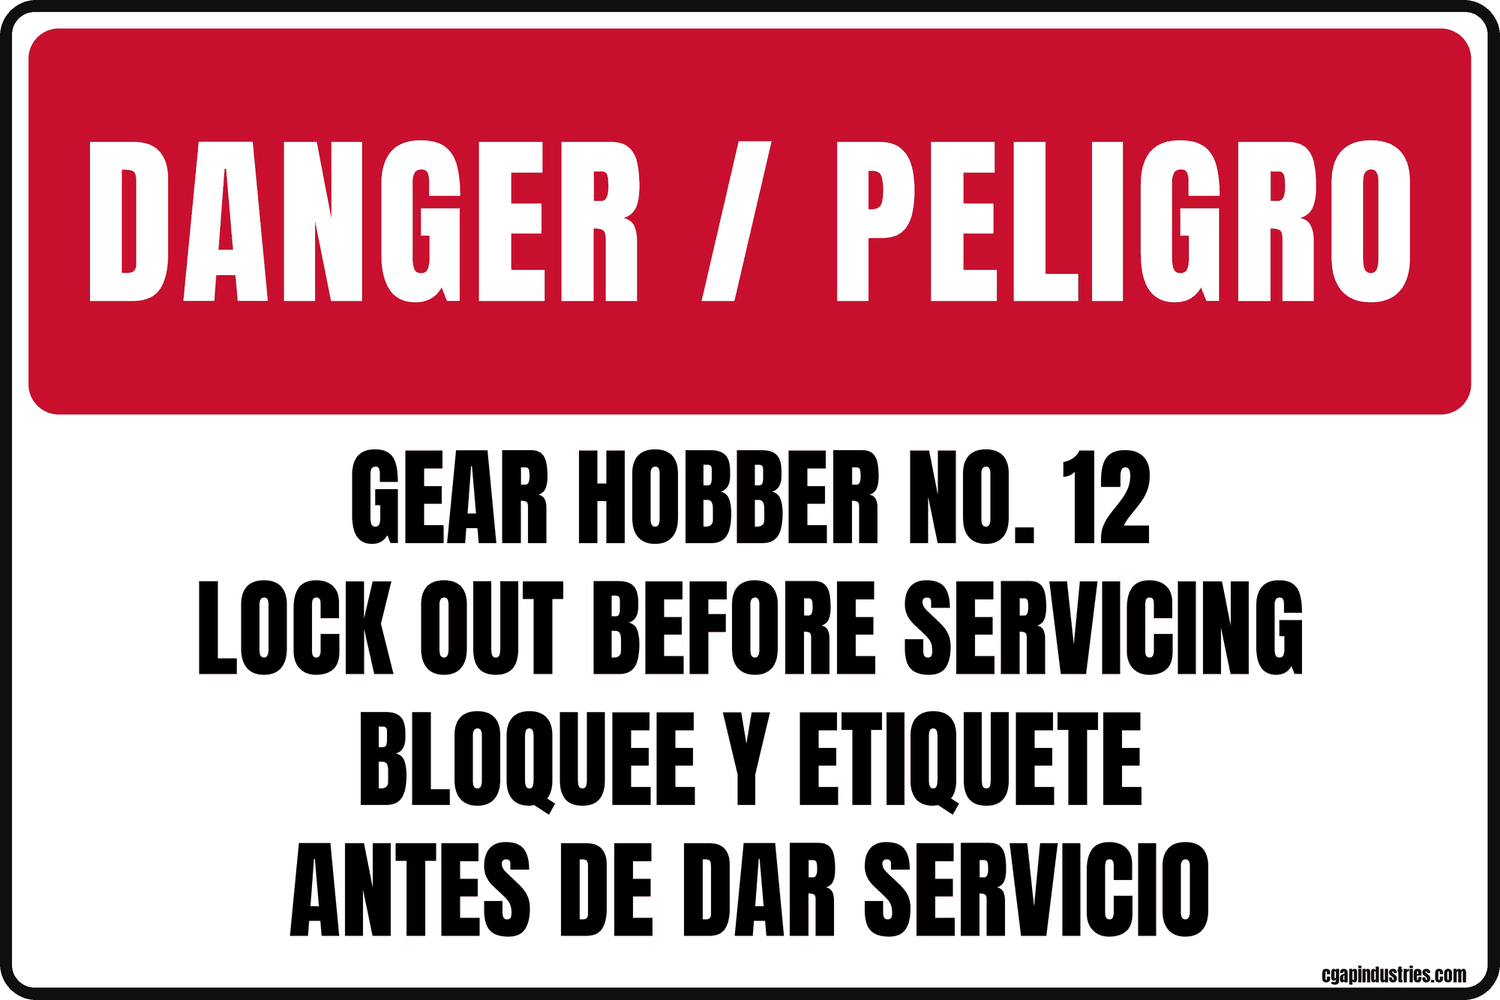 DANGER / PELIGRO
GEAR HOBBER NO. 12
LOCK OUT BEFORE SERVICING
BLOQUEE Y ETIQUETE
ANTES DE DAR SERVICIO
cgapindustries.com